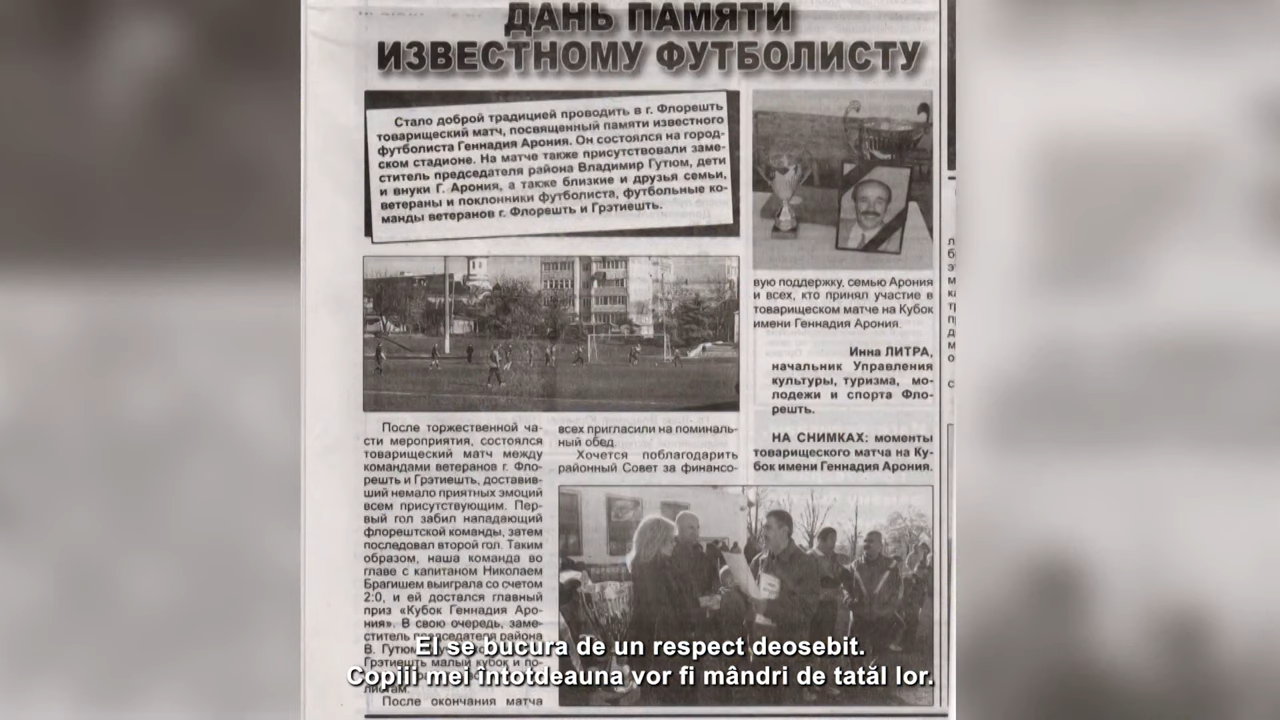 ДАНЬ ПАМЯТИ
ИЗВЕСТНОМУ ФУТБОЛИСТУ
Стало доброй традицией проводить в г. Флорешть
товарищеский матч, посвященный памяти известного
футболиста Геннадия Арония. Он состоялся на город-
ском стадионе. На матче также присутствовали заме-
ститель председателя района Владимир Гутюм, дети
и внуки Г. Арония, а также близкие и друзья семьи,
ветераны и поклонники футболиста, футбольные ко-
манды ветеранов г. Флорешть и Грэтиешть.
После торжественной ча-
сти мероприятия, состоялся
товарищеский матч между
командами ветеранов г. Фло-
решть и Грэтиешть, доставив-
ший немало приятных эмоций
всем присутствующим. Пер-
вый гол забил нападающий
флорештской команды, затем
последовал второй гол. Таким
образом, наша команда во
главе с капитаном Николаем
Брагишем выиграла со счетом
2:0, и ей достался главный
приз «Кубок Геннадия Аро-
ния». В свою очередь, заме-
ститель председателя района
В. Гутюм
Грэтиешть малый кубок и по-
После окончания матча
всех пригласили на поминаль-
ный обед.
Хочется поблагодарить
районный Совет за финансо-
вую поддержку, семью Арония
и всех, кто принял участие в
товарищеском матче на Кубок
имени Геннадия Арония.
Инна ЛИТРА,
начальник Управления
культуры, туризма, мо-
лодежи и спорта Фло-
решть.
НА СНИМКАХ: моменты
товарищеского матча на Ку-
бок имени Геннадия Арония.
El se bucura de un respect deosebit.
Copiii mei întotdeauna vor fi mândri de tatăl lor.